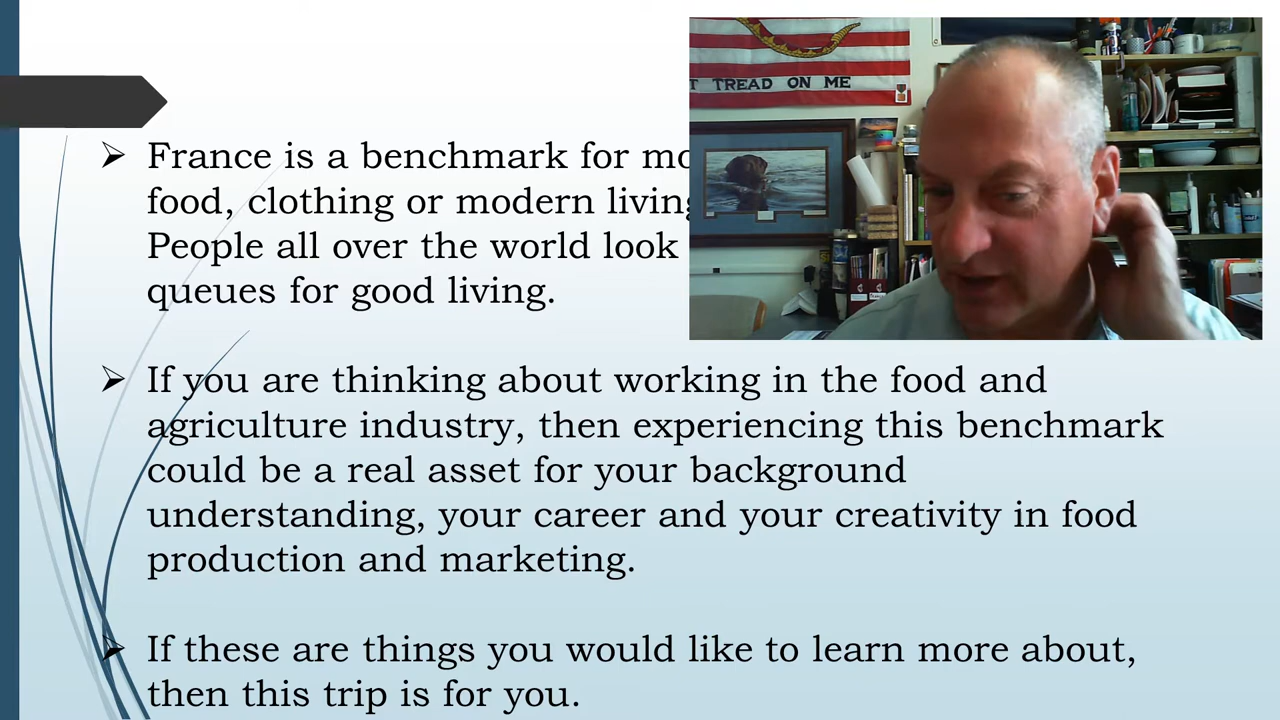 France is a benchmark for
food, clothing or modern living
People all over the world look
queues for good living.
If you are thinking about working in the food and
agriculture industry, then experiencing this benchmark
could be a real asset for your background
understanding, your career and your creativity in food
production and marketing.
If these are things you would like to learn more about,
then this trip is for you.
TREAD ON ME